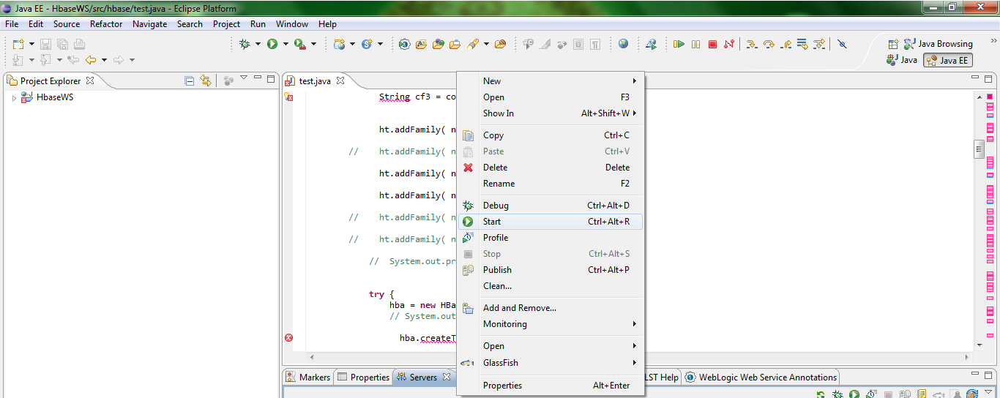 Java EE - HbaseWS/src/hbase/test.java - Eclipse Platform
File Edit Source Refactor Navigate Search Project Run Window Help
Java Browsing
Java Java EE
Project Explorer
HbaseWS
test.java
String cf3 = co
ht.addFamily( n
// ht.addFamily( n
ht.addFamily( n
ht.addFamily( n
// ht.addFamily( n
// ht.addFamily( n
// System.out.pr
try {
hba = new HBa
// System.out
hba.createT
New
Open F3
Show In Alt+Shift+W
Copy Ctrl+C
Paste Ctrl+V
Delete Delete
Rename F2
Debug Ctrl+Alt+D
Start Ctrl+Alt+R
Profile
Stop Ctrl+Alt+S
Publish Ctrl+Alt+P
Clean...
Add and Remove...
Monitoring
Open
GlassFish
Properties Alt+Enter
Markers Properties Servers LST Help WebLogic Web Service Annotations